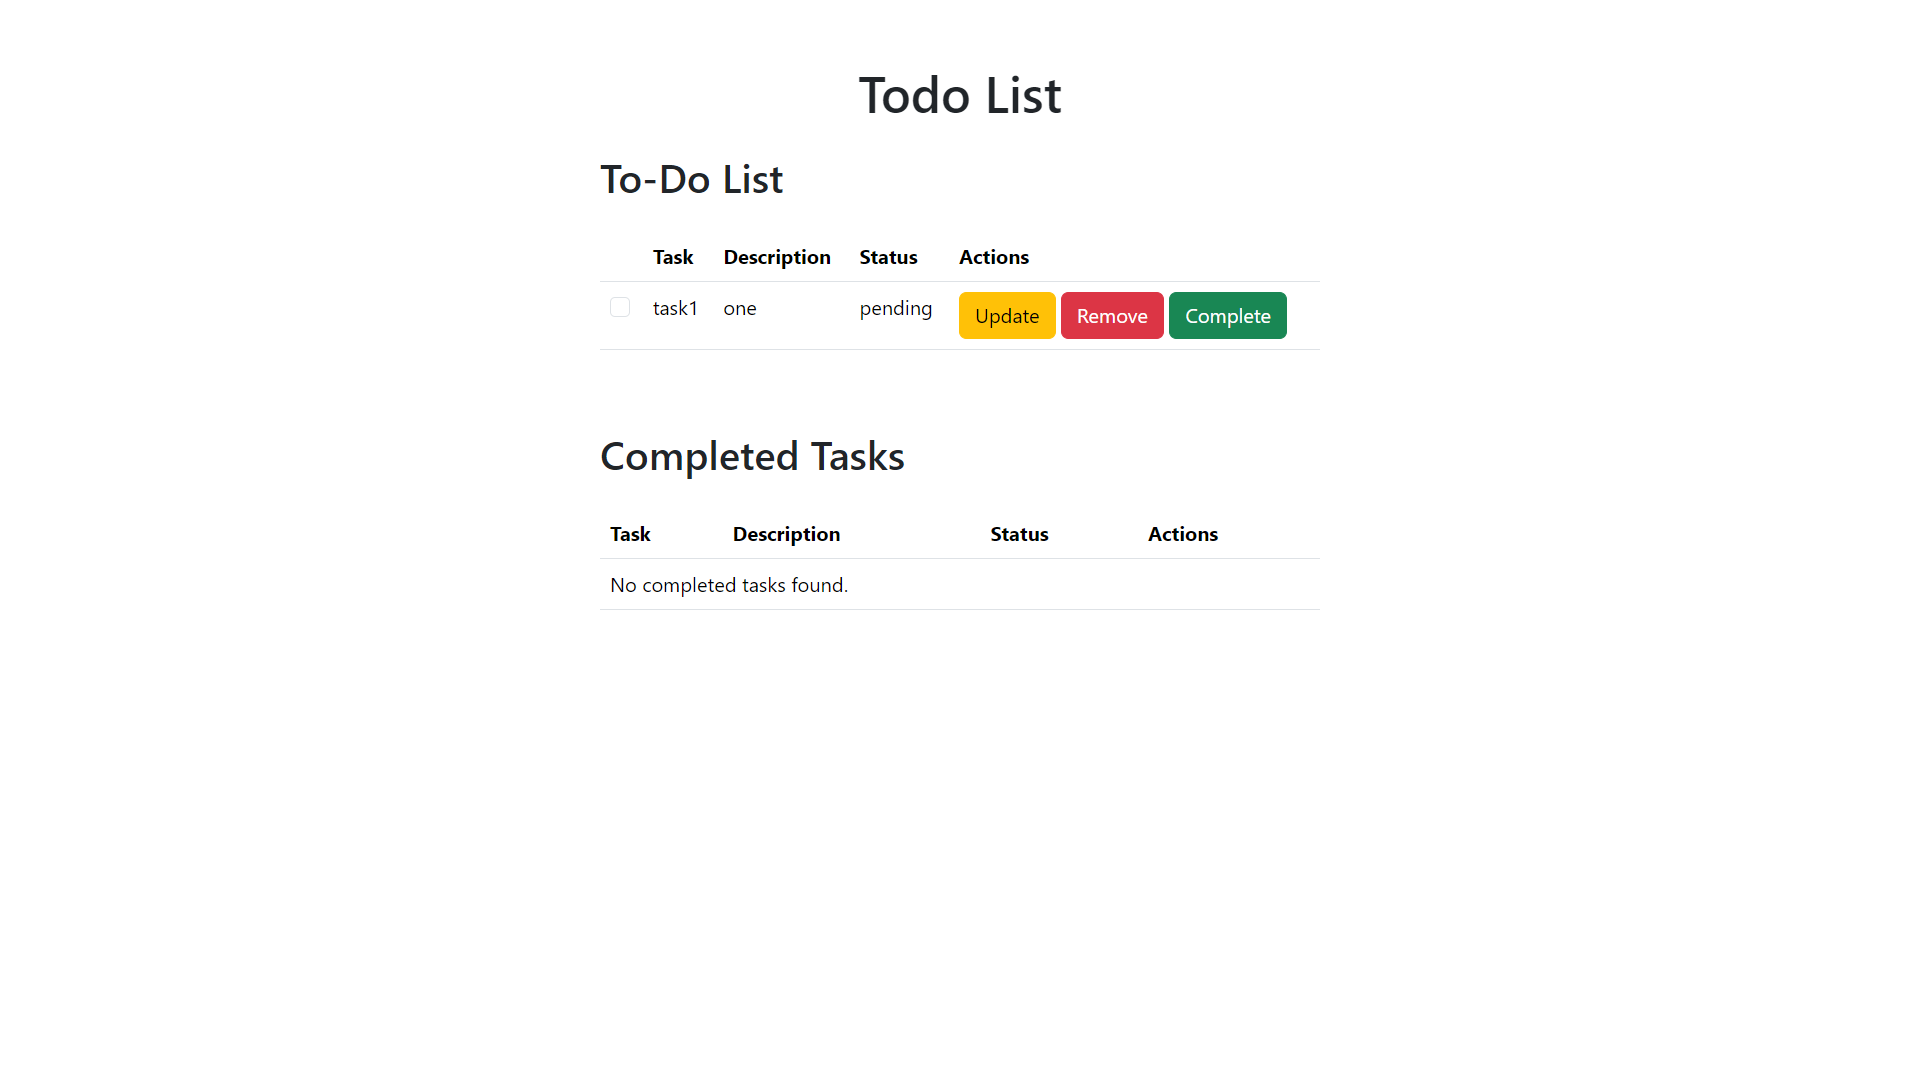 Todo List
To-Do List
Task Description Status Actions
task1 one pending Update Remove Complete
Completed Tasks
Task Description Status Actions
No completed tasks found.